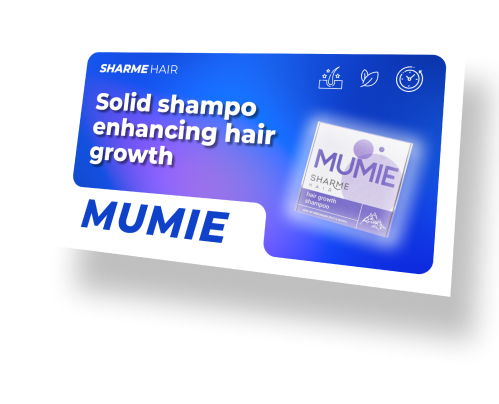 SHARME HAIR
Solid shampo
enhancing hair
growth
MUMIE
MUMIE
SHARME
HAIR
hair growth
shampoo